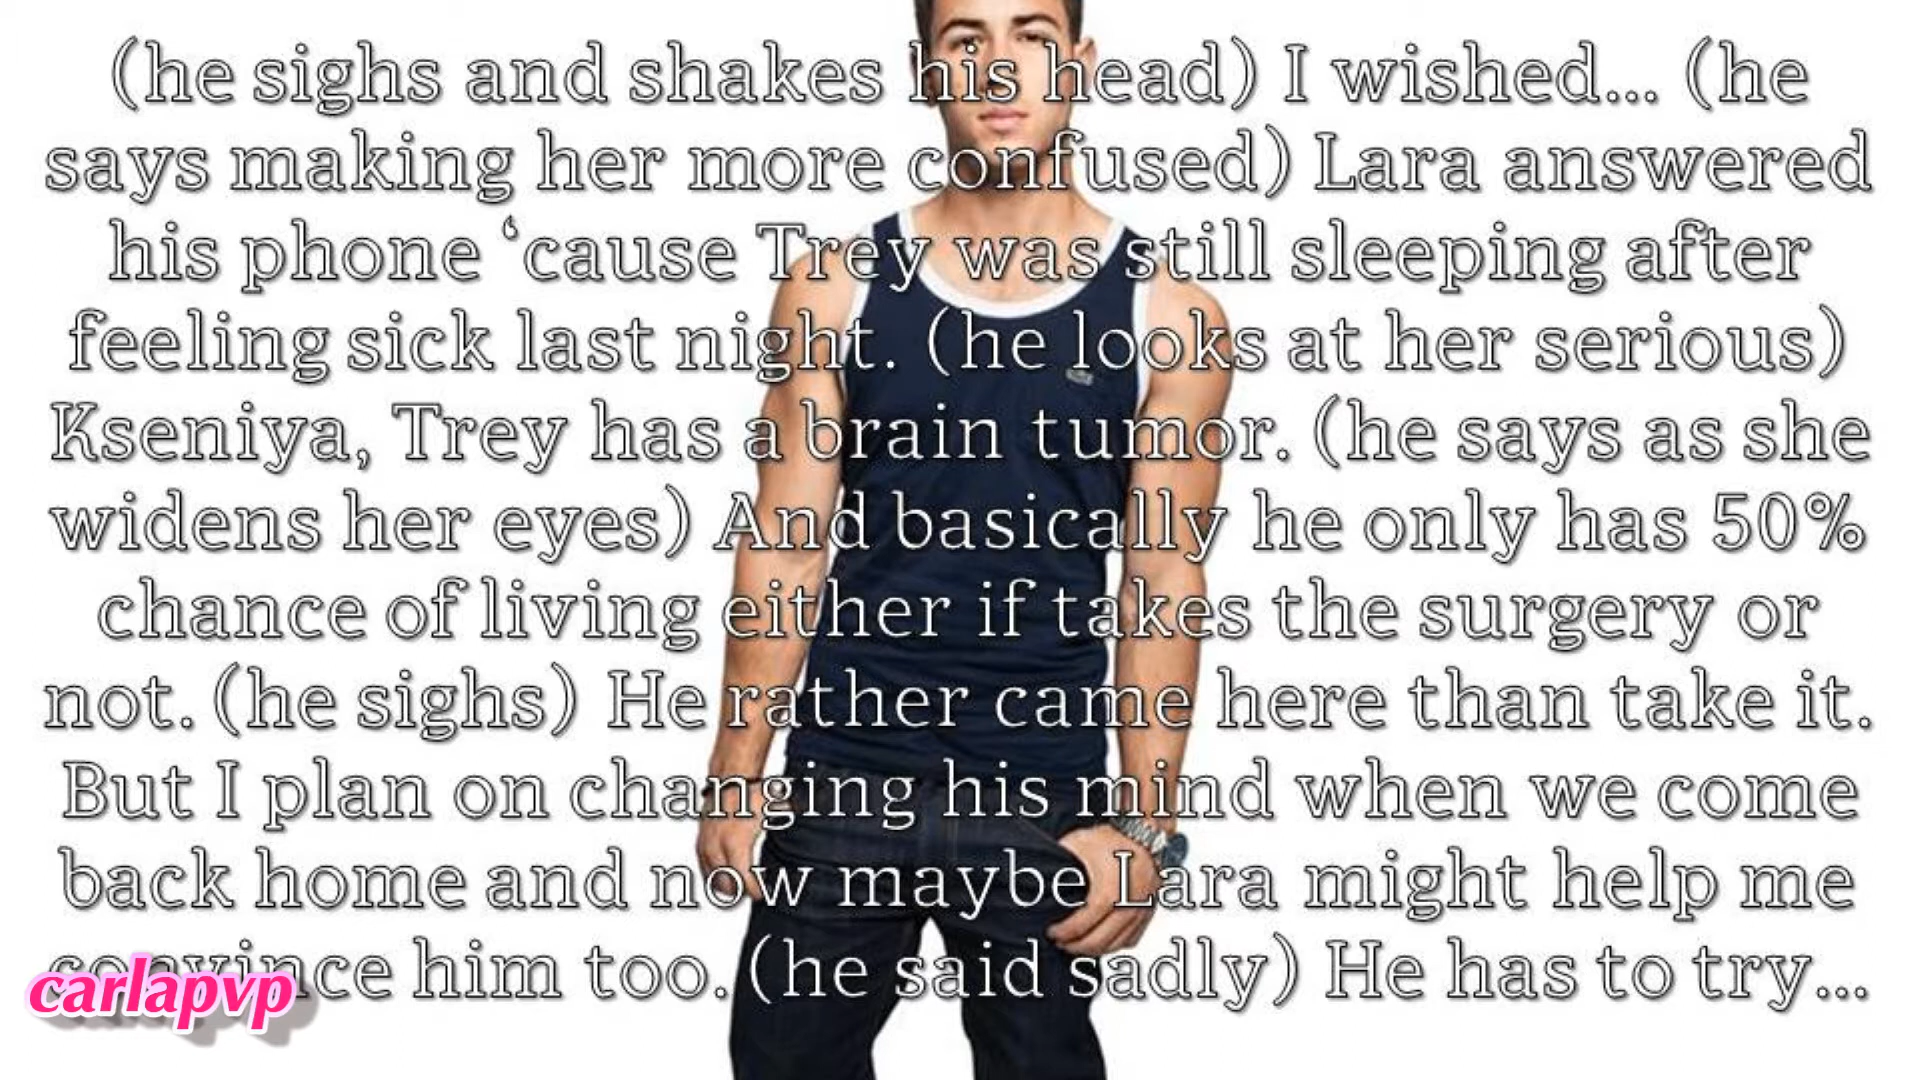 (he sighs and shakes his head) I wished... (he
says making her more confused) Lara answered
his phone ‘cause Trey was still sleeping after
feeling sick last night. (he looks at her serious)
Kseniya, Trey has a brain tumor. (he says as she
widens her eyes) And basically he only has 50%
chance of living either if takes the surgery or
not. (he sighs) He rather came here than take it.
But I plan on changing his mind when we come
back home and now maybe Lara might help me
convince him too. (he said sadly) He has to try...
carlapvp